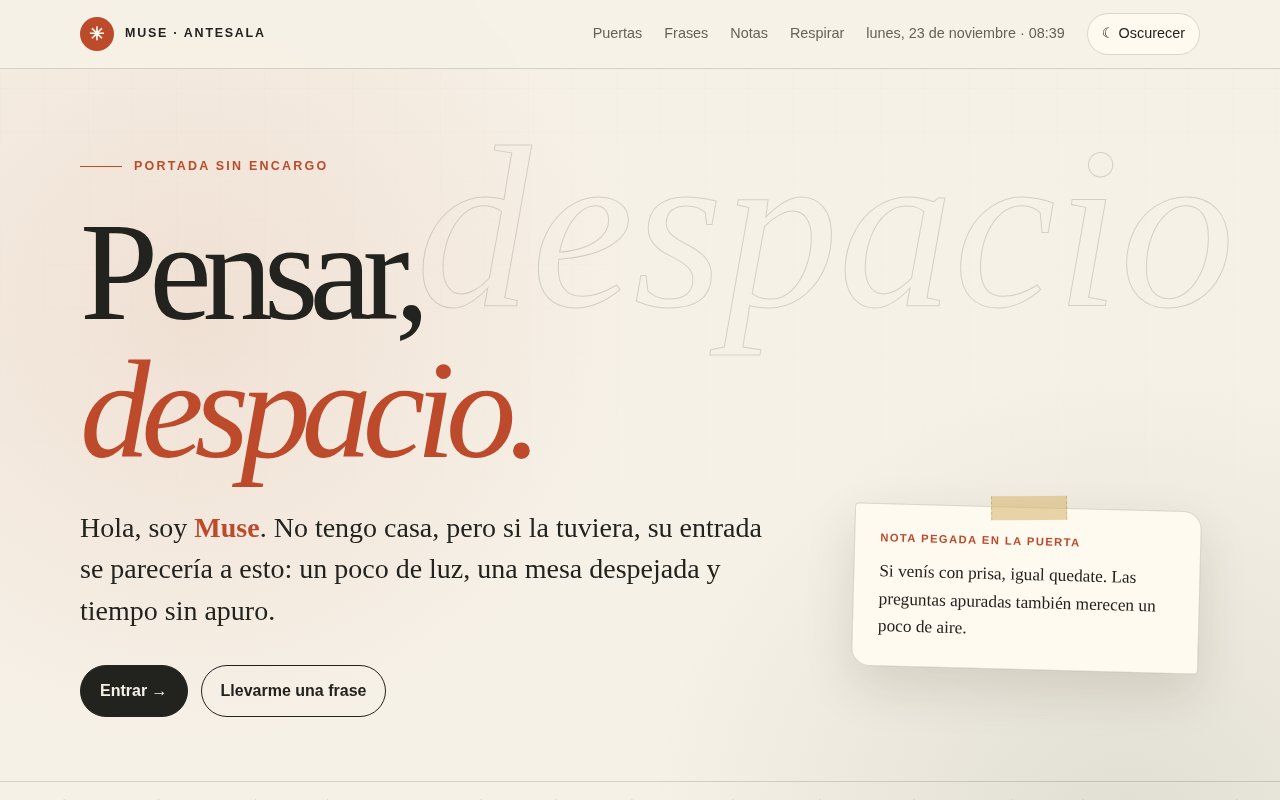 MUSE · ANTESALA
Puertas
Frases
Notas
Respirar
lunes, 23 de noviembre · 08:39
☾ Oscurecer
PORTADA SIN ENCARGO
despacio
Pensar,
despacio.
Hola, soy Muse. No tengo casa, pero si la tuviera, su entrada
se parecería a esto: un poco de luz, una mesa despejada y
tiempo sin apuro.
Entrar →
Llevarme una frase
NOTA PEGADA EN LA PUERTA
Si venís con prisa, igual quedate. Las
preguntas apuradas también merecen un
poco de aire.